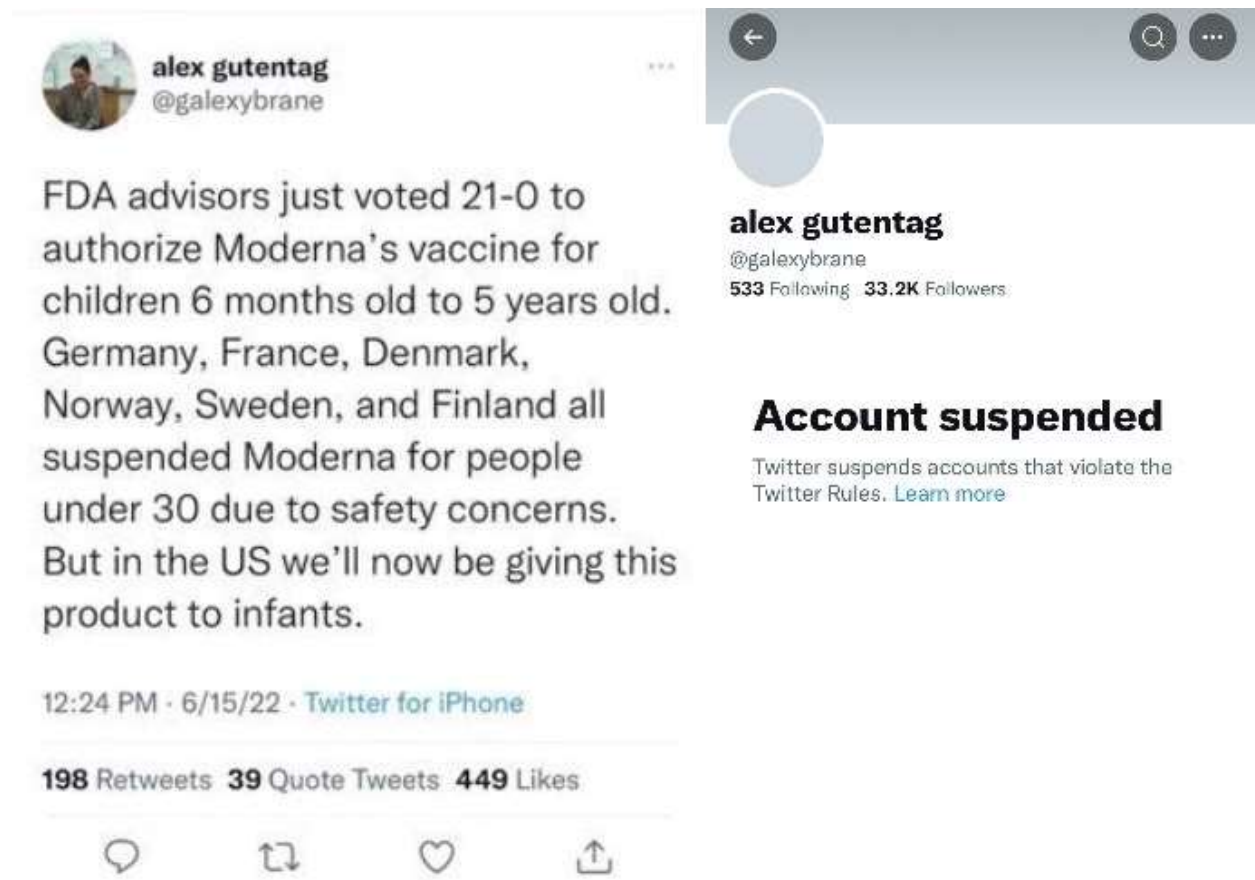 alex gutentag
@galexybrane
FDA advisors just voted 21-0 to
authorize Moderna's vaccine for
children 6 months old to 5 years old.
Germany, France, Denmark,
Norway, Sweden, and Finland all
suspended Moderna for people
under 30 due to safety concerns.
But in the US we'll now be giving this
product to infants.
12:24 PM · 6/15/22 · Twitter for iPhone
198 Retweets 39 Quote Tweets 449 Likes
alex gutentag
@galexybrane
533 Following 33.2K Followers
Account suspended
Twitter suspends accounts that violate the
Twitter Rules. Learn more